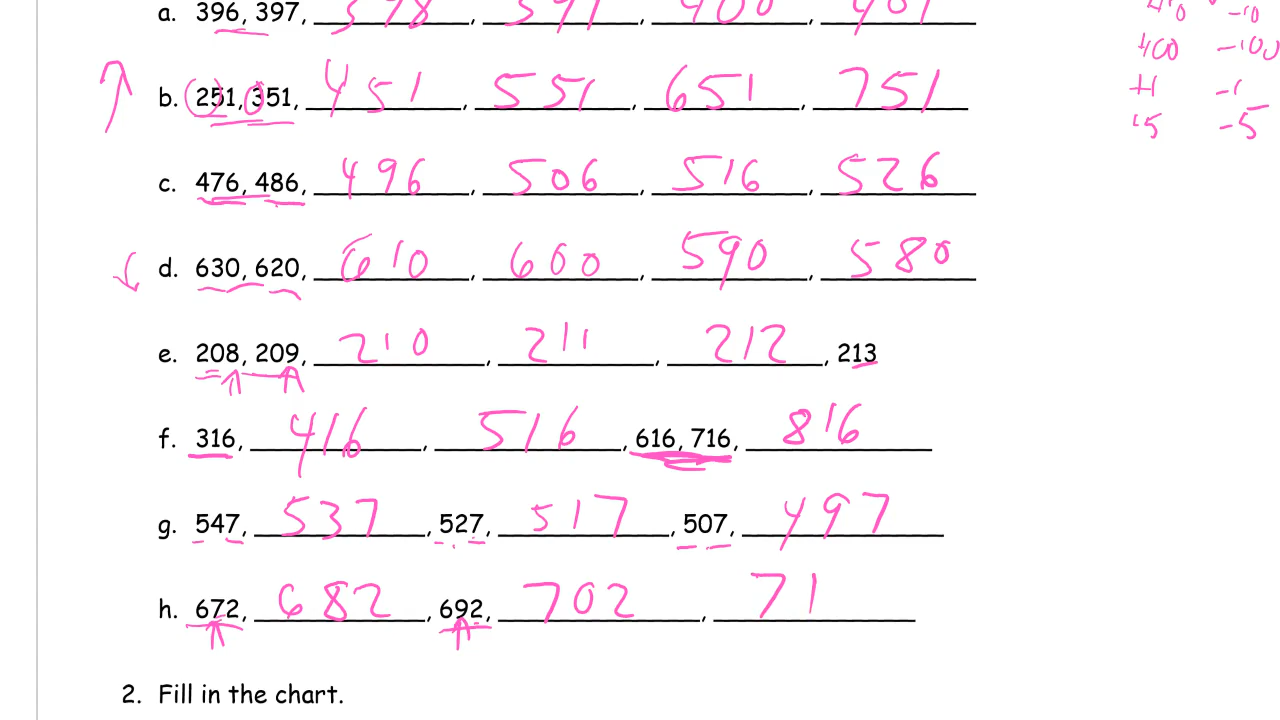 a. 396, 397, 398, 399, 400, 401
+10 -10
+100 -100
b. 251, 351, 451, 551, 651, 751
+1 -1
+5 -5
c. 476, 486, 496, 506, 516, 526
d. 630, 620, 610, 600, 590, 580
e. 208, 209, 210, 211, 212, 213
f. 316, 416, 516, 616, 716, 816
g. 547, 537, 527, 517, 507, 497
h. 672, 682, 692, 702, 71
2. Fill in the chart.